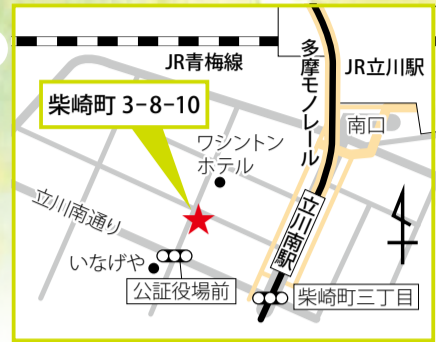 JR青梅線
多摩モノレール
JR立川駅
柴崎町 3-8-10
南口
ワシントン
ホテル
立川南通り
立川南駅
いなげや
公証役場前
柴崎町三丁目